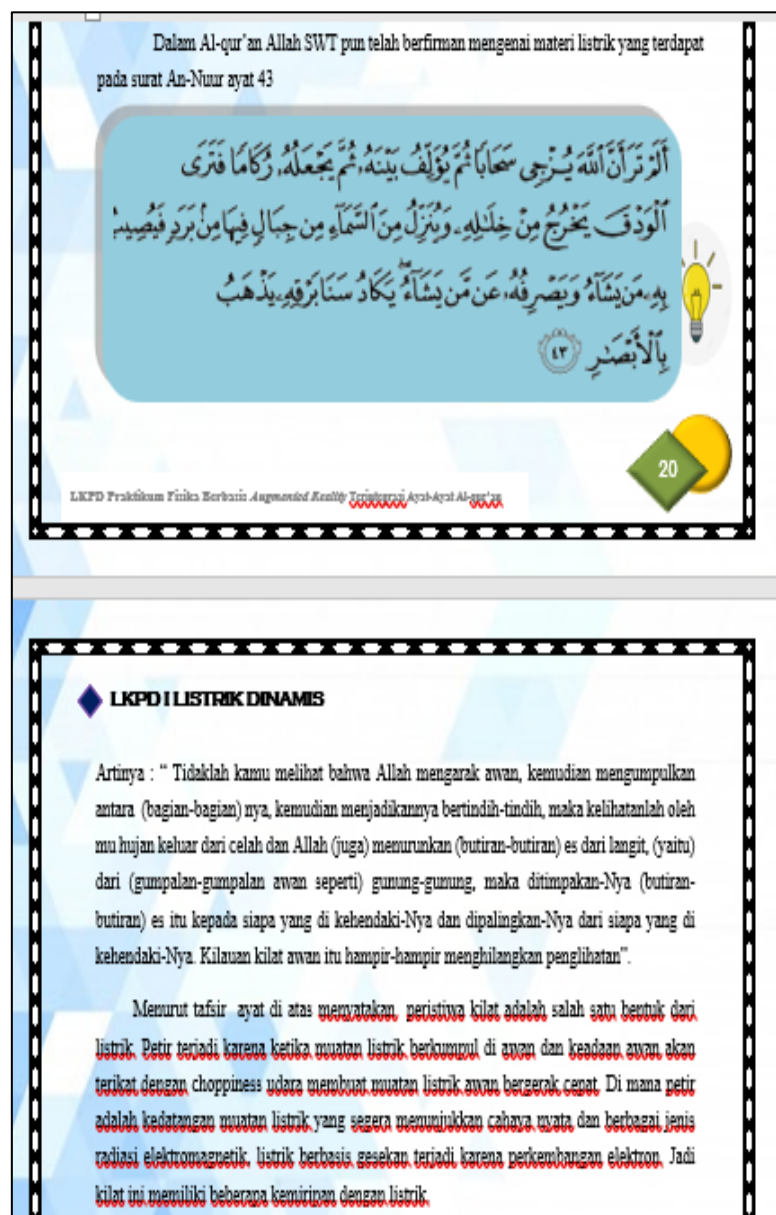 Dalam Al-qur'an Allah SWT pun telah berfirman mengenai materi listrik yang terdapat
pada surat An-Nuur ayat 43
أَلَمْ تَرَ أَنَّ ٱللَّهَ يُزْجِى سَحَابًا ثُمَّ يُؤَلِّفُ بَيْنَهُۥ ثُمَّ يَجْعَلُهُۥ رُكَامًا فَتَرَى
ٱلْوَدْقَ يَخْرُجُ مِنْ خِلَٰلِهِۦ وَيُنَزِّلُ مِنَ ٱلسَّمَآءِ مِن جِبَالٍ فِيهَا مِنۢ بَرَدٍ فَيُصِيبُ
بِهِۦ مَن يَشَآءُ وَيَصْرِفُهُۥ عَن مَّن يَشَآءُ ۖ يَكَادُ سَنَا بَرْقِهِۦ يَذْهَبُ
بِٱلْأَبْصَٰرِ ٤٣
20
LKPD Praktikum Fisika Berbasis Augmented Reality Terintegrasi Ayat-Ayat Al-qur'an
LKPD I LISTRIK DINAMIS
Artinya : " Tidaklah kamu melihat bahwa Allah mengarak awan, kemudian mengumpulkan
antara (bagian-bagian) nya, kemudian menjadikannya bertindih-tindih, maka kelihatanlah oleh
mu hujan keluar dari celah dan Allah (juga) menurunkan (butiran-butiran) es dari langit, (yaitu)
dari (gumpalan-gumpalan awan seperti) gunung-gunung, maka ditimpakan-Nya (butiran-
butiran) es itu kepada siapa yang di kehendaki-Nya dan dipalingkan-Nya dari siapa yang di
kehendaki-Nya. Kilauan kilat awan itu hampir-hampir menghilangkan penglihatan".
Menurut tafsir ayat di atas menyatakan, peristiwa kilat adalah salah satu bentuk dari
listrik. Petir terjadi karena ketika muatan listrik berkumpul di awan dan keadaan awan akan
terikat dengan choppiness udara membuat muatan listrik awan bergerak cepat. Di mana petir
adalah kedatangan muatan listrik yang segera menunjukkan cahaya nyata dan berbagai jenis
radiasi elektromagnetik. listrik berbasis gesekan terjadi karena perkembangan elektron. Jadi
kilat ini memiliki beberapa kemiripan dengan listrik.